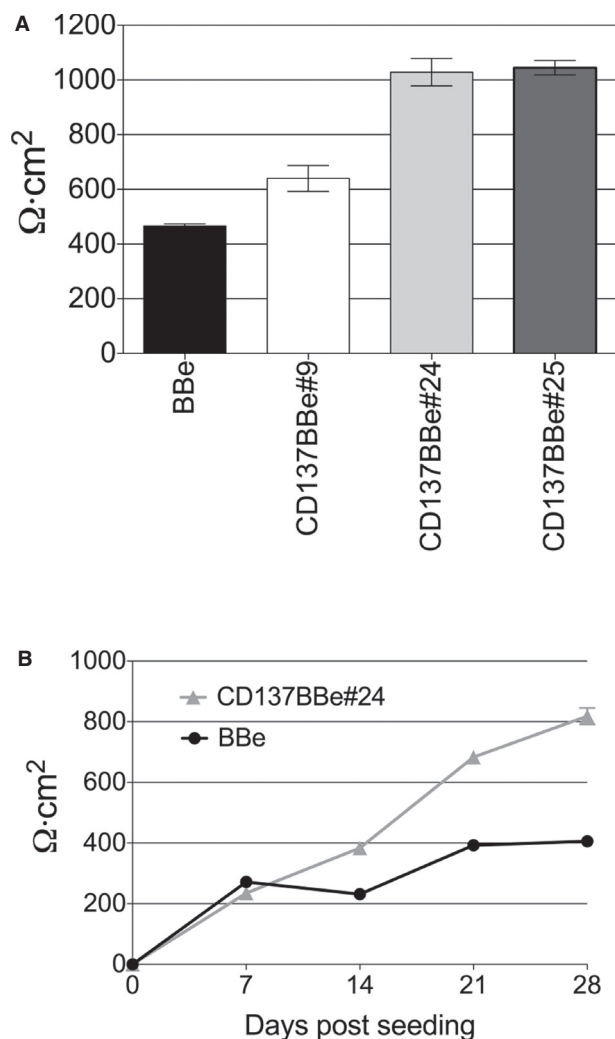 A
1200
1000
800
600
400
200
0
Ω·cm²
BBe
CD137BBe#9
CD137BBe#24
CD137BBe#25
B
1000
800
600
400
200
0
Ω·cm²
CD137BBe#24
BBe
0 7 14 21 28
Days post seeding